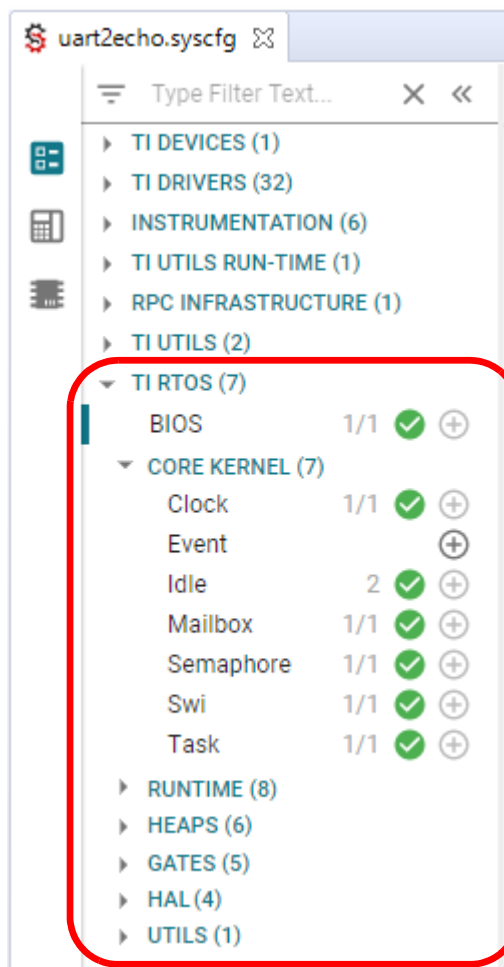 uart2echo.syscfg
Type Filter Text...
TI DEVICES (1)
TI DRIVERS (32)
INSTRUMENTATION (6)
TI UTILS RUN-TIME (1)
RPC INFRASTRUCTURE (1)
TI UTILS (2)
TI RTOS (7)
BIOS 1/1
CORE KERNEL (7)
Clock 1/1
Event
Idle 2
Mailbox 1/1
Semaphore 1/1
Swi 1/1
Task 1/1
RUNTIME (8)
HEAPS (6)
GATES (5)
HAL (4)
UTILS (1)